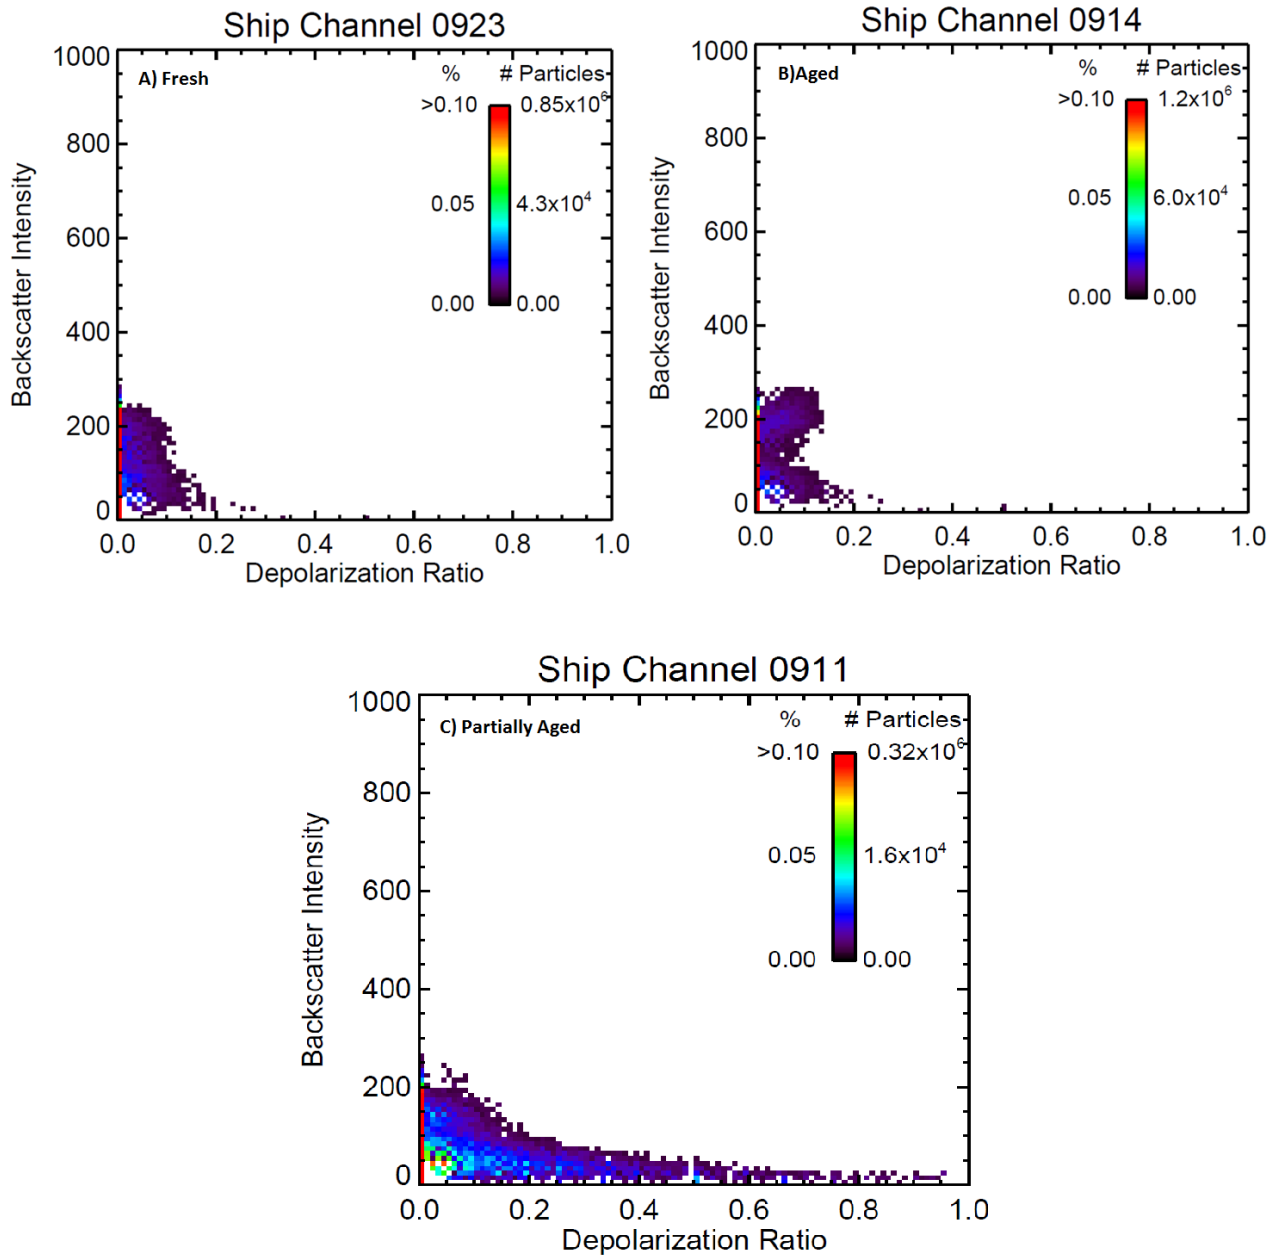 Ship Channel 0923
A) Fresh
% # Particles
>0.10 0.85x10⁶
0.05 4.3x10⁴
0.00 0.00
1000
800
600
400
200
0
Backscatter Intensity
0.0 0.2 0.4 0.6 0.8 1.0
Depolarization Ratio
Ship Channel 0914
B)Aged
% # Particles
>0.10 1.2x10⁶
0.05 6.0x10⁴
0.00 0.00
1000
800
600
400
200
0
Backscatter Intensity
0.0 0.2 0.4 0.6 0.8 1.0
Depolarization Ratio
Ship Channel 0911
C) Partially Aged
% # Particles
>0.10 0.32x10⁶
0.05 1.6x10⁴
0.00 0.00
1000
800
600
400
200
0
Backscatter Intensity
0.0 0.2 0.4 0.6 0.8 1.0
Depolarization Ratio